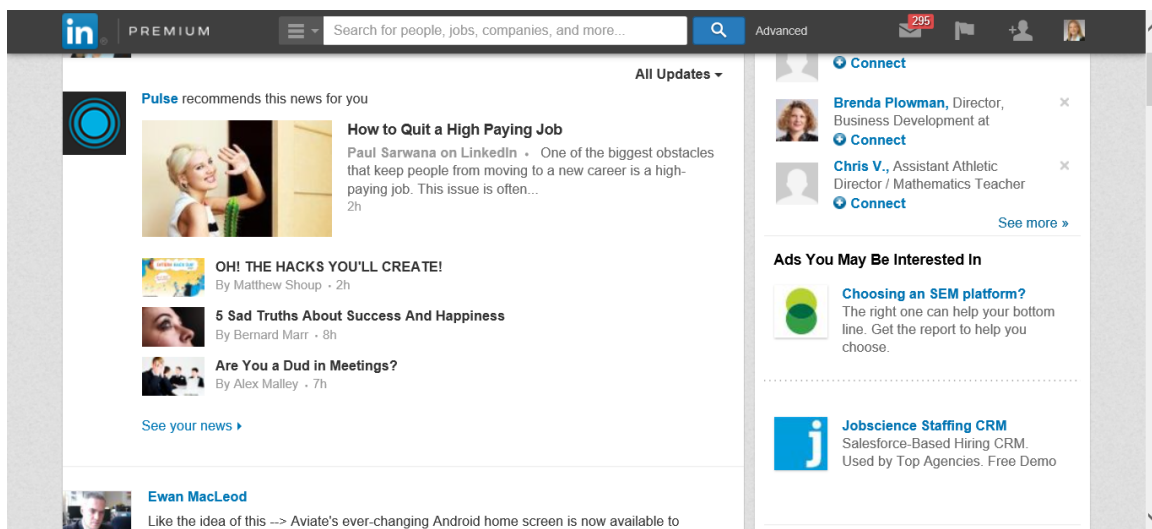 in PREMIUM
Search for people, jobs, companies, and more...
Advanced
295
All Updates
Pulse recommends this news for you
How to Quit a High Paying Job
Paul Sarwana on LinkedIn • One of the biggest obstacles
that keep people from moving to a new career is a high-
paying job. This issue is often...
2h
OH! THE HACKS YOU'LL CREATE!
By Matthew Shoup • 2h
5 Sad Truths About Success And Happiness
By Bernard Marr • 8h
Are You a Dud in Meetings?
By Alex Malley • 7h
See your news
Ewan MacLeod
Like the idea of this --> Aviate's ever-changing Android home screen is now available to
Connect
Brenda Plowman, Director,
Business Development at
Connect
Chris V., Assistant Athletic
Director / Mathematics Teacher
Connect
See more »
Ads You May Be Interested In
Choosing an SEM platform?
The right one can help your bottom
line. Get the report to help you
choose.
j
Jobscience Staffing CRM
Salesforce-Based Hiring CRM.
Used by Top Agencies. Free Demo